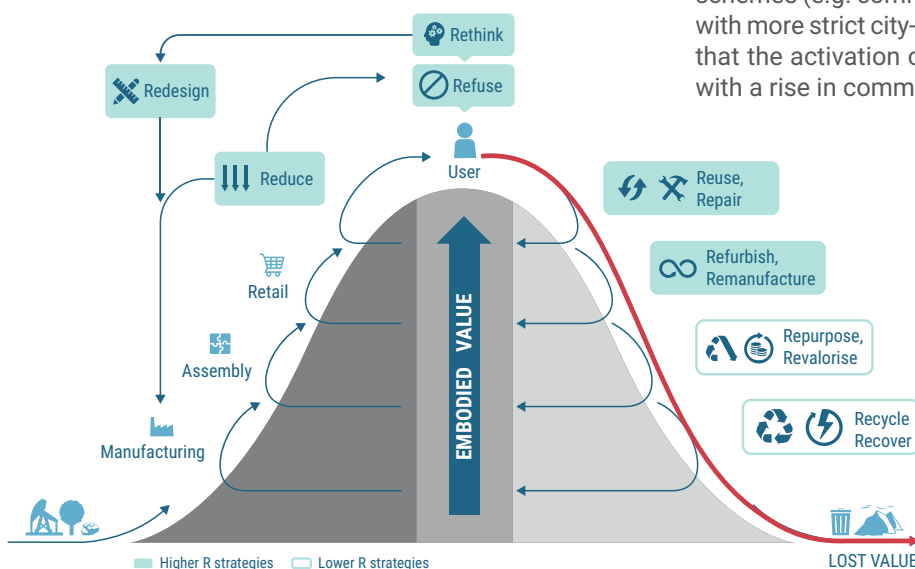 schemes (e.g. comm
with more strict city-
that the activation o
with a rise in comm
Rethink
Redesign
Refuse
Reduce
User
Reuse,
Repair
Refurbish,
Remanufacture
Retail
Repurpose,
Revalorise
Assembly
EMBODIED VALUE
Manufacturing
Recycle
Recover
LOST VALUE
Higher R strategies
Lower R strategies